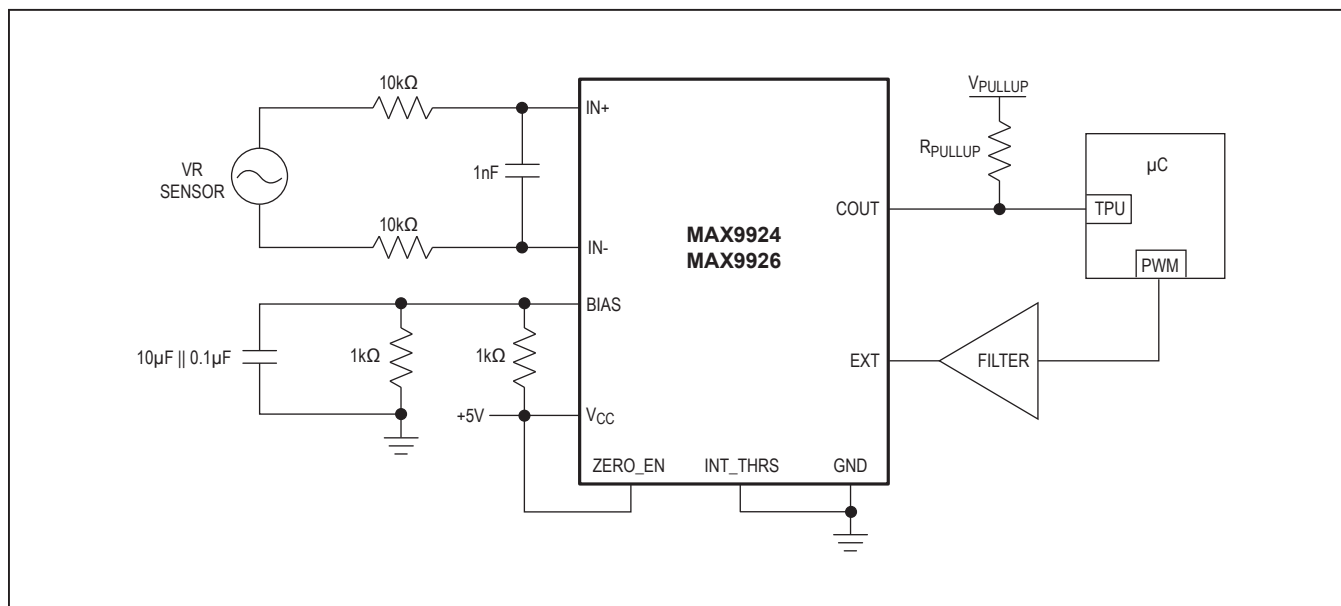 10kΩ
VR
SENSOR
1nF
10kΩ
IN+
IN-
BIAS
10µF || 0.1µF
1kΩ
1kΩ
+5V
VCC
ZERO_EN
INT_THRS
GND
MAX9924
MAX9926
COUT
EXT
VPULLUP
RPULLUP
µC
TPU
PWM
FILTER